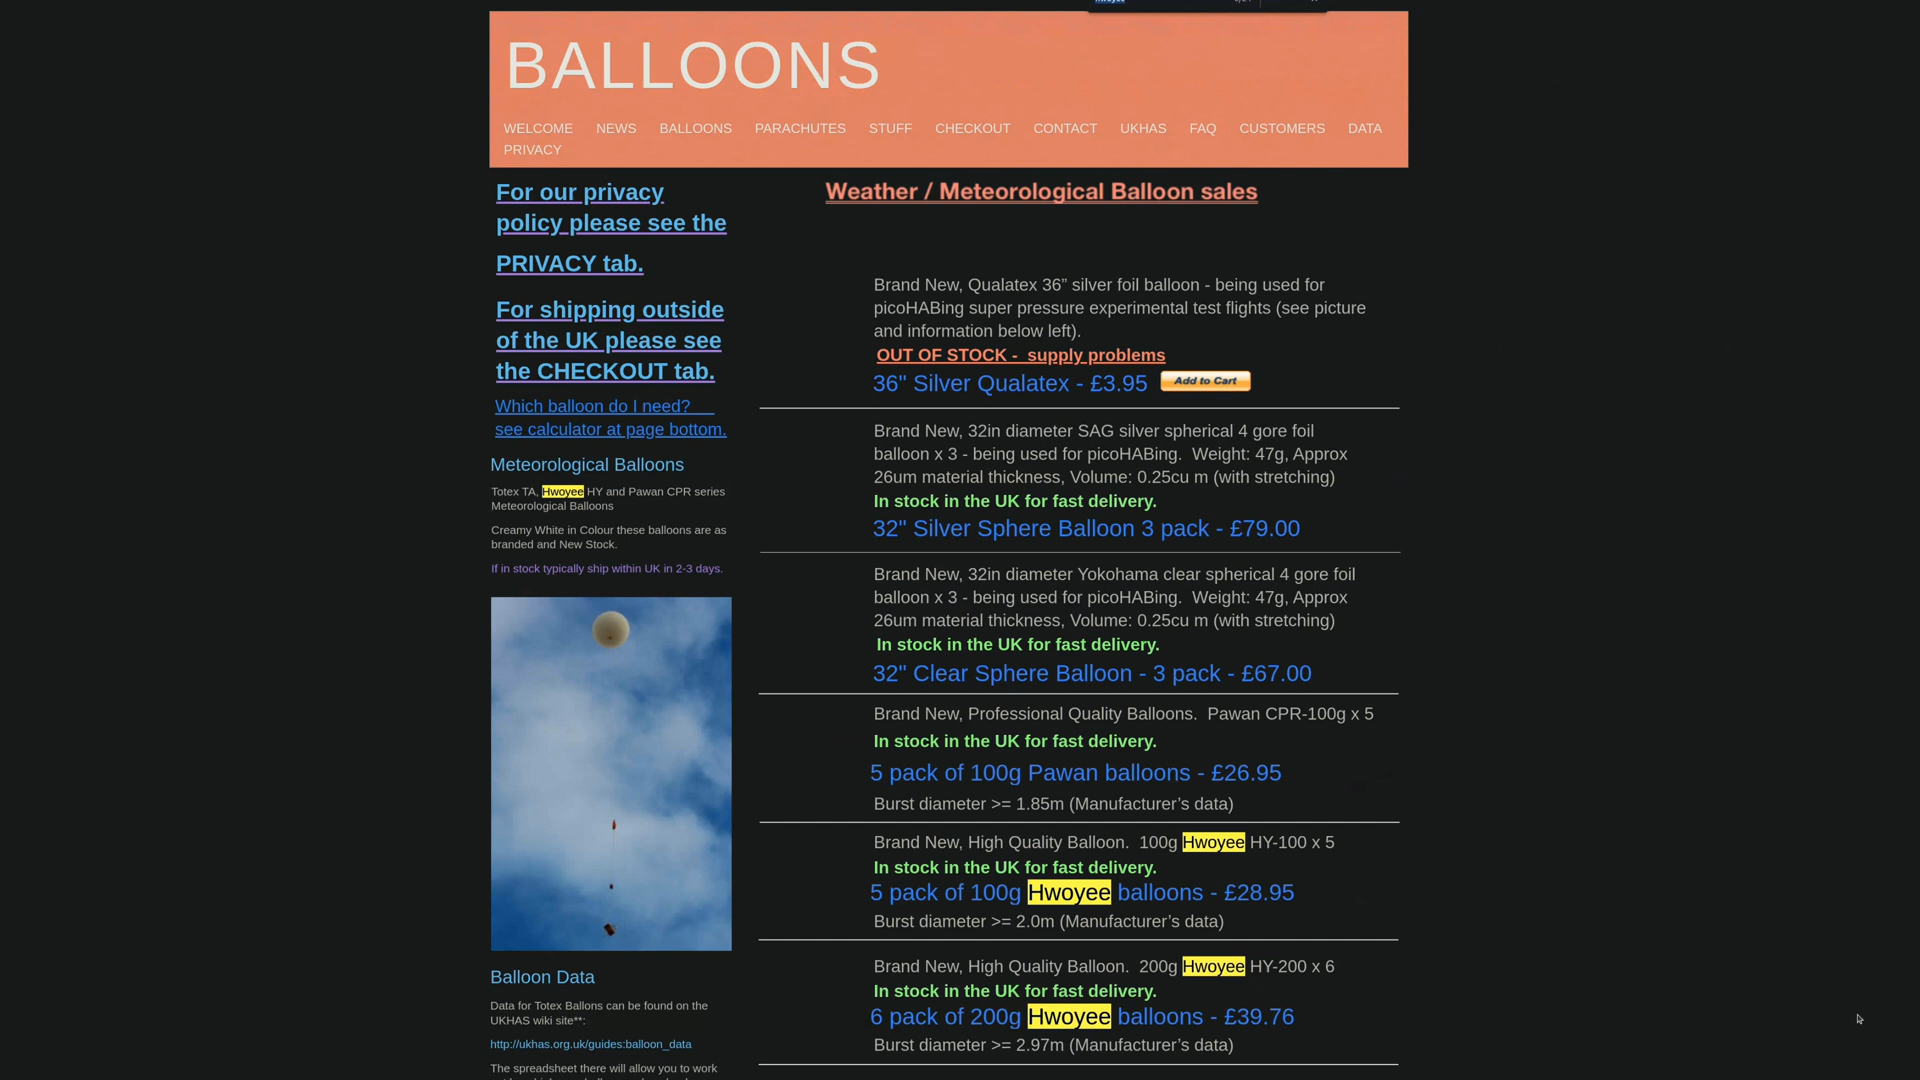 BALLOONS
WELCOME NEWS BALLOONS PARACHUTES STUFF CHECKOUT CONTACT UKHAS FAQ CUSTOMERS DATA
PRIVACY
For our privacy
policy please see the
PRIVACY tab.
For shipping outside
of the UK please see
the CHECKOUT tab.
Which balloon do I need?
see calculator at page bottom.
Meteorological Balloons
Totex TA, Hwoyee HY and Pawan CPR series
Meteorological Balloons
Creamy White in Colour these balloons are as
branded and New Stock.
If in stock typically ship within UK in 2-3 days.
Balloon Data
Data for Totex Ballons can be found on the
UKHAS wiki site**:
http://ukhas.org.uk/guides:balloon_data
The spreadsheet there will allow you to work
Weather / Meteorological Balloon sales
Brand New, Qualatex 36” silver foil balloon - being used for
picoHABing super pressure experimental test flights (see picture
and information below left).
OUT OF STOCK - supply problems
36" Silver Qualatex - £3.95 Add to Cart
Brand New, 32in diameter SAG silver spherical 4 gore foil
balloon x 3 - being used for picoHABing. Weight: 47g, Approx
26um material thickness, Volume: 0.25cu m (with stretching)
In stock in the UK for fast delivery.
32" Silver Sphere Balloon 3 pack - £79.00
Brand New, 32in diameter Yokohama clear spherical 4 gore foil
balloon x 3 - being used for picoHABing. Weight: 47g, Approx
26um material thickness, Volume: 0.25cu m (with stretching)
In stock in the UK for fast delivery.
32" Clear Sphere Balloon - 3 pack - £67.00
Brand New, Professional Quality Balloons. Pawan CPR-100g x 5
In stock in the UK for fast delivery.
5 pack of 100g Pawan balloons - £26.95
Burst diameter >= 1.85m (Manufacturer’s data)
Brand New, High Quality Balloon. 100g Hwoyee HY-100 x 5
In stock in the UK for fast delivery.
5 pack of 100g Hwoyee balloons - £28.95
Burst diameter >= 2.0m (Manufacturer’s data)
Brand New, High Quality Balloon. 200g Hwoyee HY-200 x 6
In stock in the UK for fast delivery.
6 pack of 200g Hwoyee balloons - £39.76
Burst diameter >= 2.97m (Manufacturer’s data)